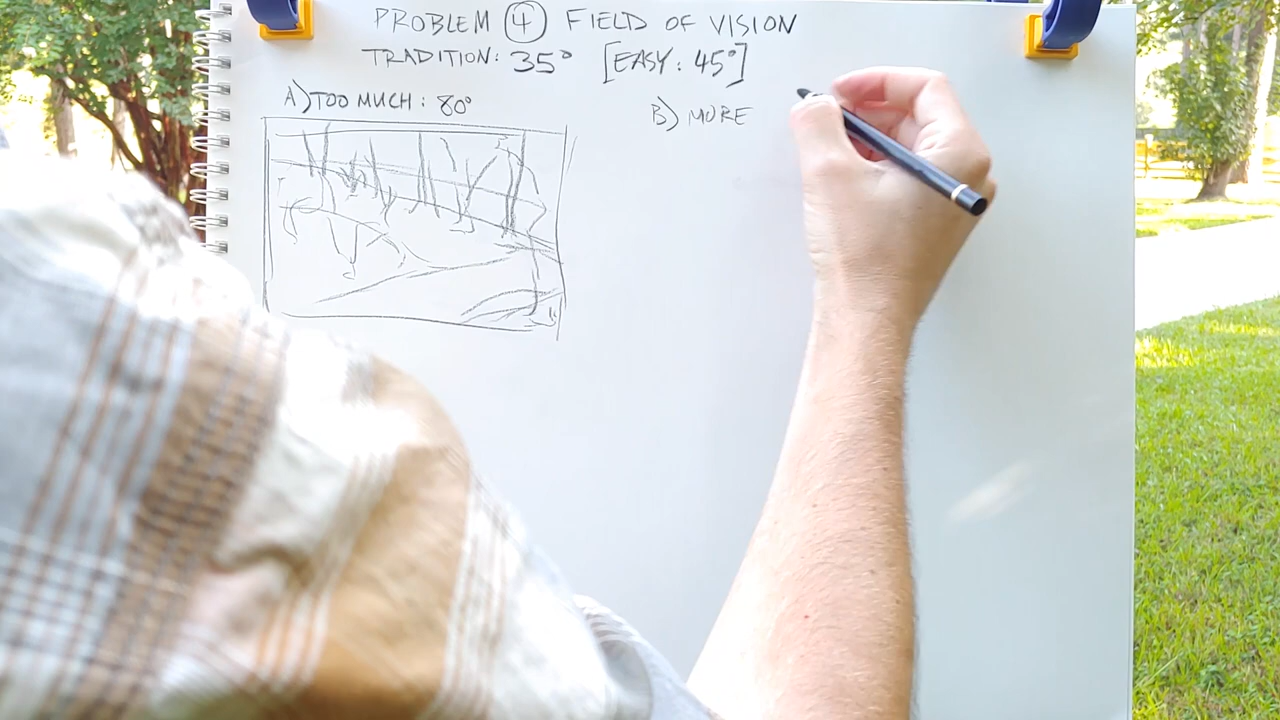 PROBLEM ④ FIELD OF VISION
TRADITION: 35° [EASY: 45°]
A) TOO MUCH: 80°
B) MORE